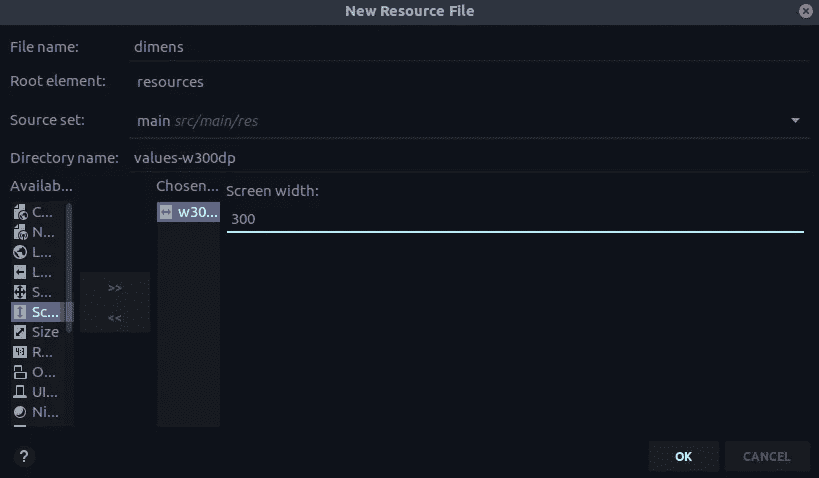 New Resource File
File name: dimens
Root element: resources
Source set: main src/main/res
Directory name: values-w300dp
Availab... Chosen... Screen width:
C... w30... 300
N...
L...
L...
S... >>
Sc... <<
Size
R...
O...
UI...
Ni...
? OK CANCEL